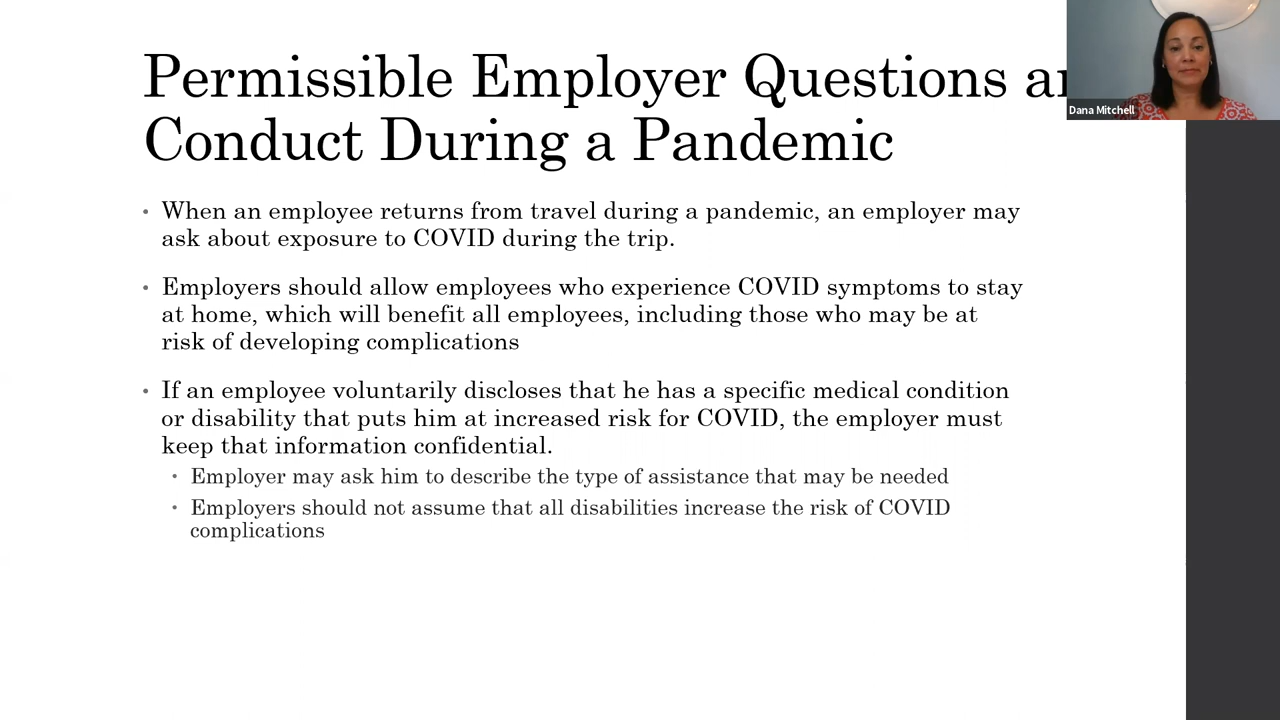 Permissible Employer Questions
Conduct During a Pandemic
Dana Mitchell
• When an employee returns from travel during a pandemic, an employer may
ask about exposure to COVID during the trip.
• Employers should allow employees who experience COVID symptoms to stay
at home, which will benefit all employees, including those who may be at
risk of developing complications
• If an employee voluntarily discloses that he has a specific medical condition
or disability that puts him at increased risk for COVID, the employer must
keep that information confidential.
• Employer may ask him to describe the type of assistance that may be needed
• Employers should not assume that all disabilities increase the risk of COVID
complications